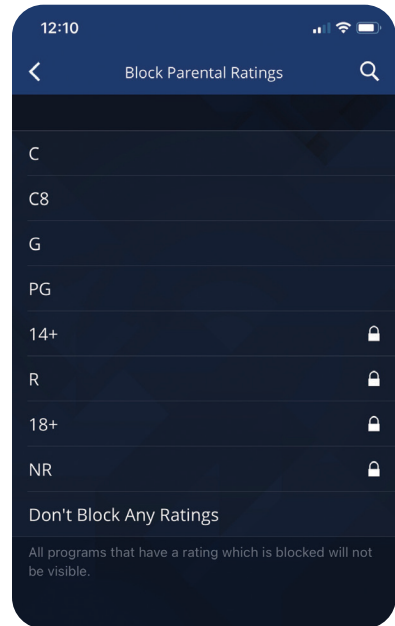 12:10
Block Parental Ratings
C
C8
G
PG
14+
R
18+
NR
Don't Block Any Ratings
All programs that have a rating which is blocked will not
be visible.